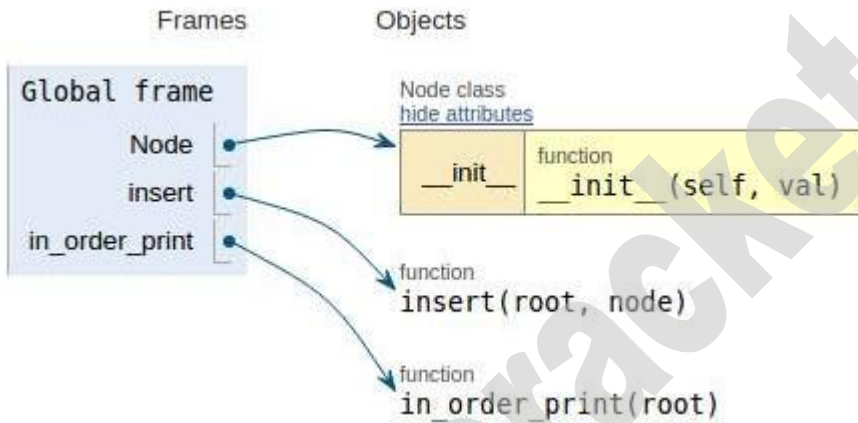 Frames Objects
Global frame
Node
insert
in_order_print
Node class
hide attributes
__init__
function
__init__(self, val)
function
insert(root, node)
function
in_order_print(root)